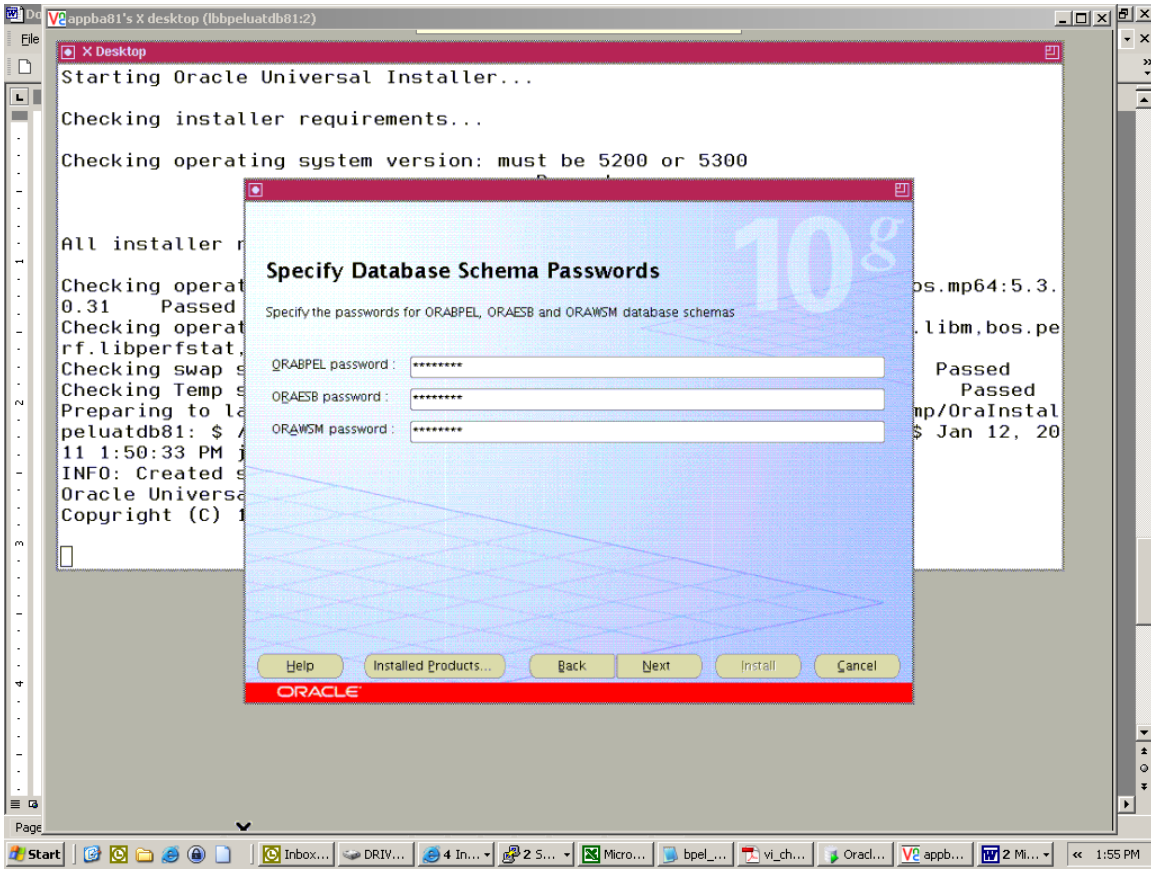 Do
appba81's X desktop (lbbpeluatdb81:2)
File
X Desktop
Starting Oracle Universal Installer...
Checking installer requirements...
Checking operating system version: must be 5200 or 5300
All installer r
Checking operat os.mp64:5.3.
0.31 Passed
Checking operat .libm,bos.pe
rf.libperfstat,
Checking swap s Passed
Checking Temp s Passed
Preparing to la mp/OraInstal
peluatdb81: $ / $ Jan 12, 20
11 1:50:33 PM j
INFO: Created s
Oracle Universa
Copyright (C) 1
10g
Specify Database Schema Passwords
Specify the passwords for ORABPEL, ORAESB and ORAWSM database schemas
ORABPEL password : ********
ORAESB password : ********
ORAWSM password : ********
Help Installed Products... Back Next Install Cancel
ORACLE
2
3
4
Page
Start Inbox... DRIV... 4 In... 2 S... Micro... bpel_... vi_ch... Oracl... appb... 2 Mi... 1:55 PM